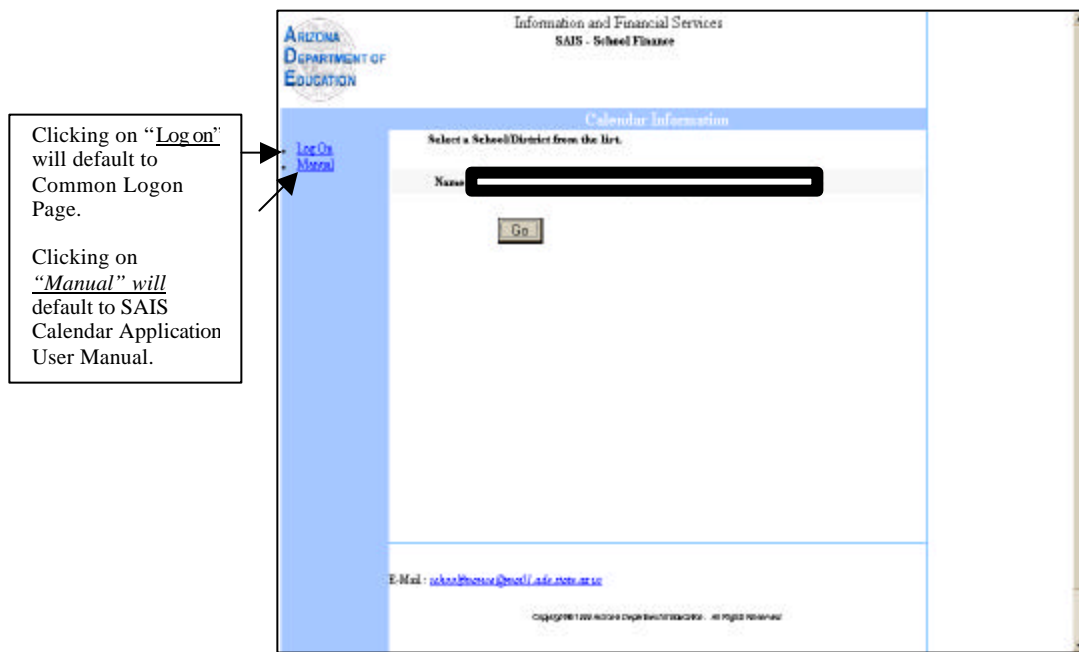 Information and Financial Services
SAIS - School Finance
ARIZONA
DEPARTMENT OF
EDUCATION
Calendar Information
Clicking on “Log on”
will default to
Common Logon
Page.
Clicking on
“Manual” will
default to SAIS
Calendar Application
User Manual.
Log On
Manual
Select a School/District from the list.
Name
Go
E-Mail :